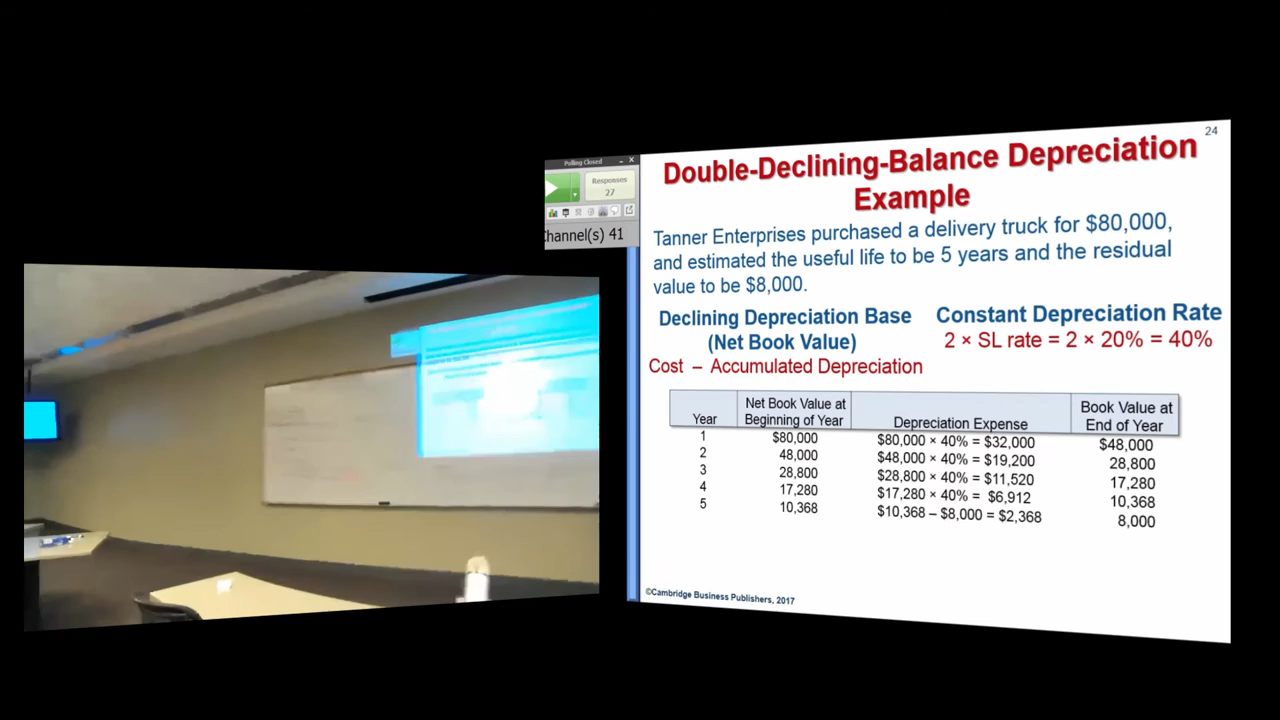 Polling Closed
Responses
27
Channel(s) 41
24
Double-Declining-Balance Depreciation
Example
Tanner Enterprises purchased a delivery truck for $80,000,
and estimated the useful life to be 5 years and the residual
value to be $8,000.
Declining Depreciation Base
(Net Book Value)
Cost – Accumulated Depreciation
Constant Depreciation Rate
2 × SL rate = 2 × 20% = 40%
Year Net Book Value at Beginning of Year Depreciation Expense Book Value at End of Year
1 $80,000 $80,000 × 40% = $32,000 $48,000
2 48,000 $48,000 × 40% = $19,200 28,800
3 28,800 $28,800 × 40% = $11,520 17,280
4 17,280 $17,280 × 40% = $6,912 10,368
5 10,368 $10,368 – $8,000 = $2,368 8,000
©Cambridge Business Publishers, 2017